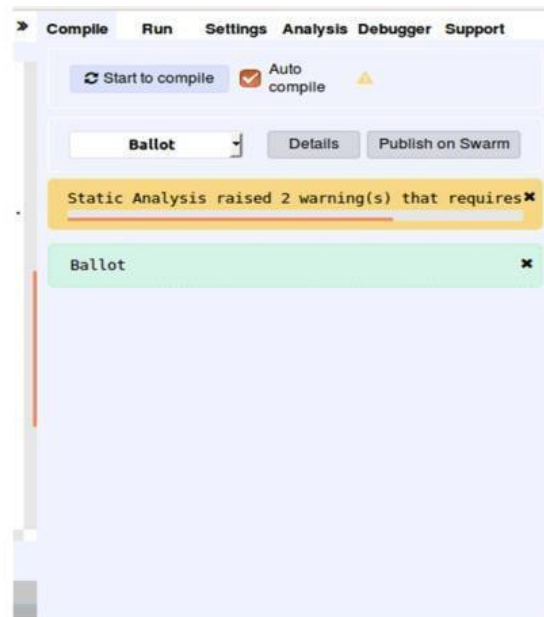 Compile Run Settings Analysis Debugger Support
Start to compile Auto compile
Ballot Details Publish on Swarm
Static Analysis raised 2 warning(s) that requires
Ballot